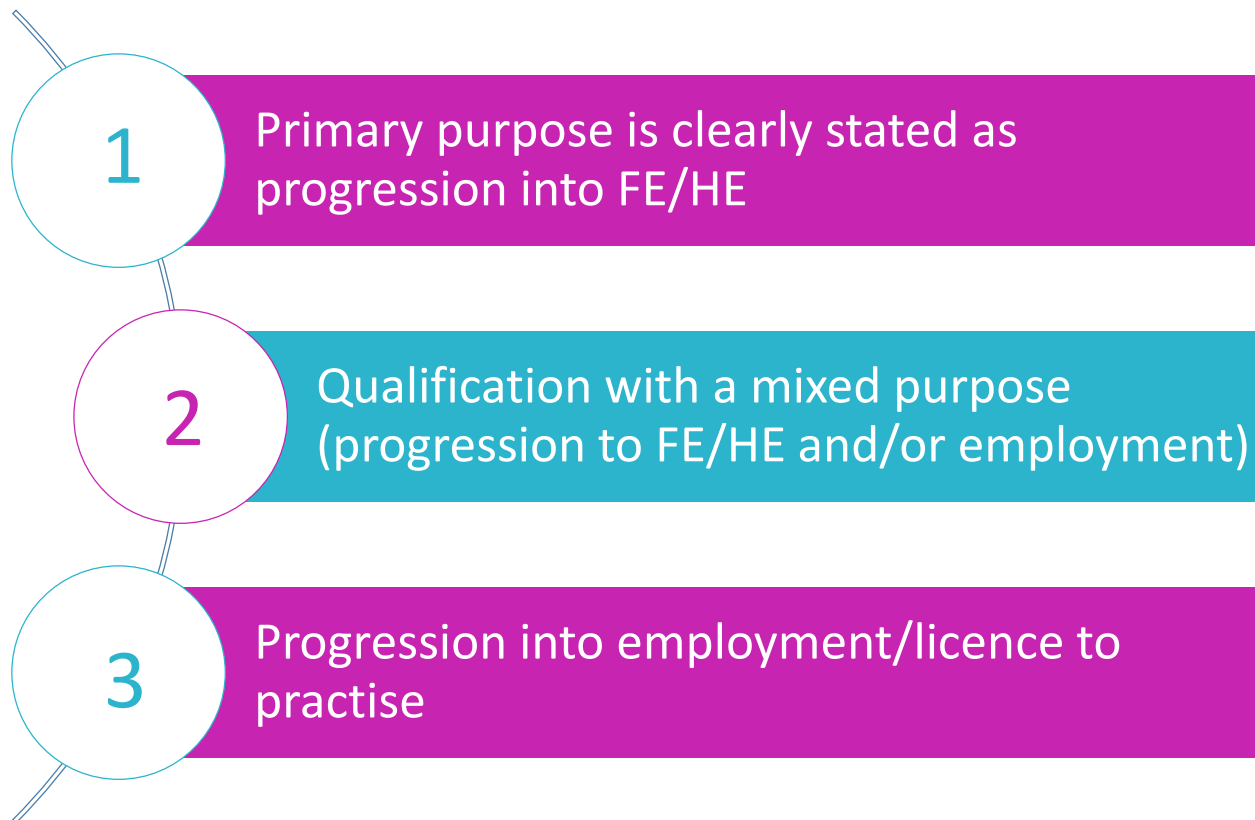 1
Primary purpose is clearly stated as
progression into FE/HE
2
Qualification with a mixed purpose
(progression to FE/HE and/or employment)
3
Progression into employment/licence to
practise